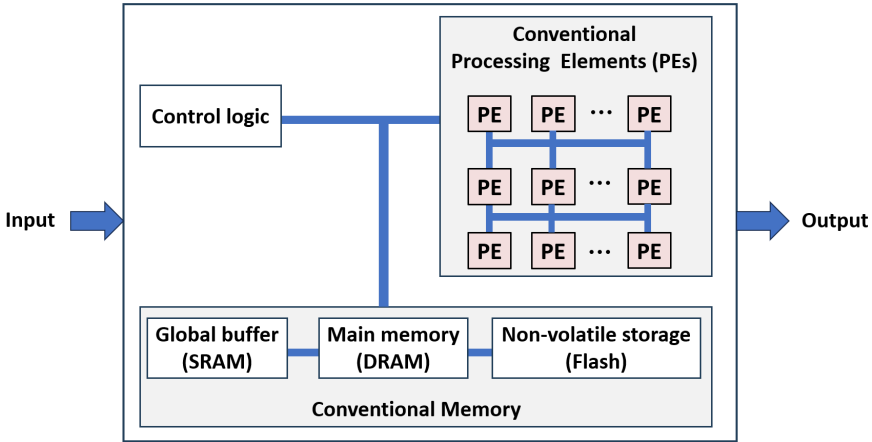 Conventional
Processing Elements (PEs)
Control logic
PE PE ... PE
PE PE ... PE
PE PE ... PE
Input
Output
Global buffer
(SRAM)
Main memory
(DRAM)
Non-volatile storage
(Flash)
Conventional Memory